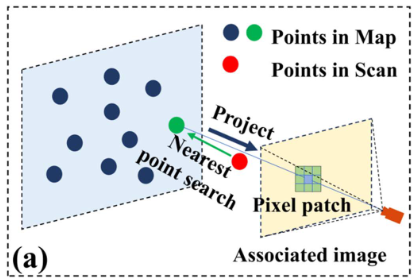 Points in Map
Points in Scan
Project
Nearest
point search
Pixel patch
(a)
Associated image